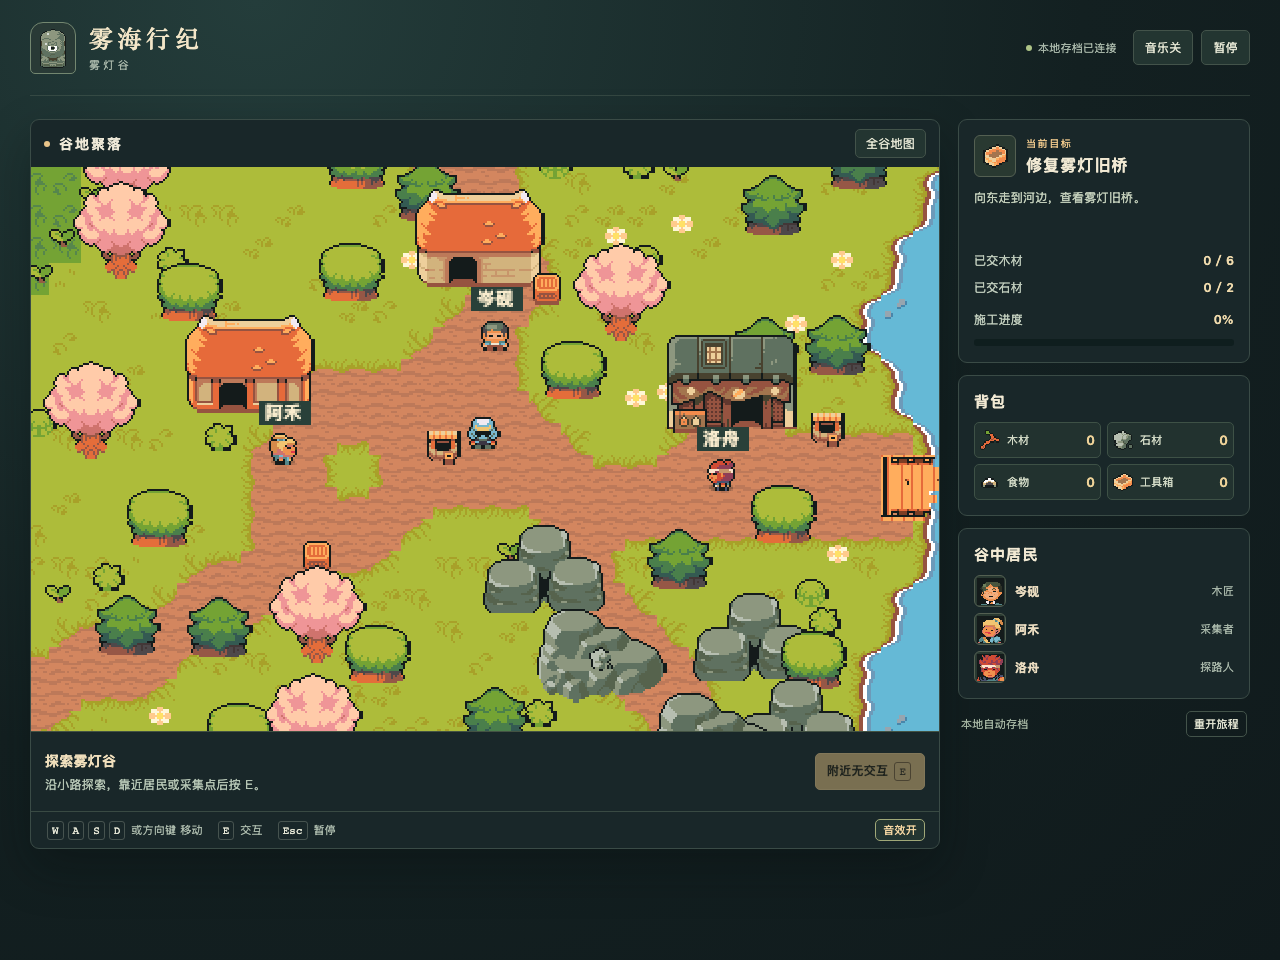 雾海行纪
雾灯谷
本地存档已连接
音乐关
暂停
谷地聚落
全谷地图
岑砚
阿禾
洛舟
探索雾灯谷
沿小路探索，靠近居民或采集点后按 E。
附近无交互 E
W A S D 或方向键 移动 E 交互 Esc 暂停
音效开
当前目标
修复雾灯旧桥
向东走到河边，查看雾灯旧桥。
已交木材 0 / 6
已交石材 0 / 2
施工进度 0%
背包
木材 0 石材 0
食物 0 工具箱 0
谷中居民
岑砚 木匠
阿禾 采集者
洛舟 探路人
本地自动存档
重开旅程